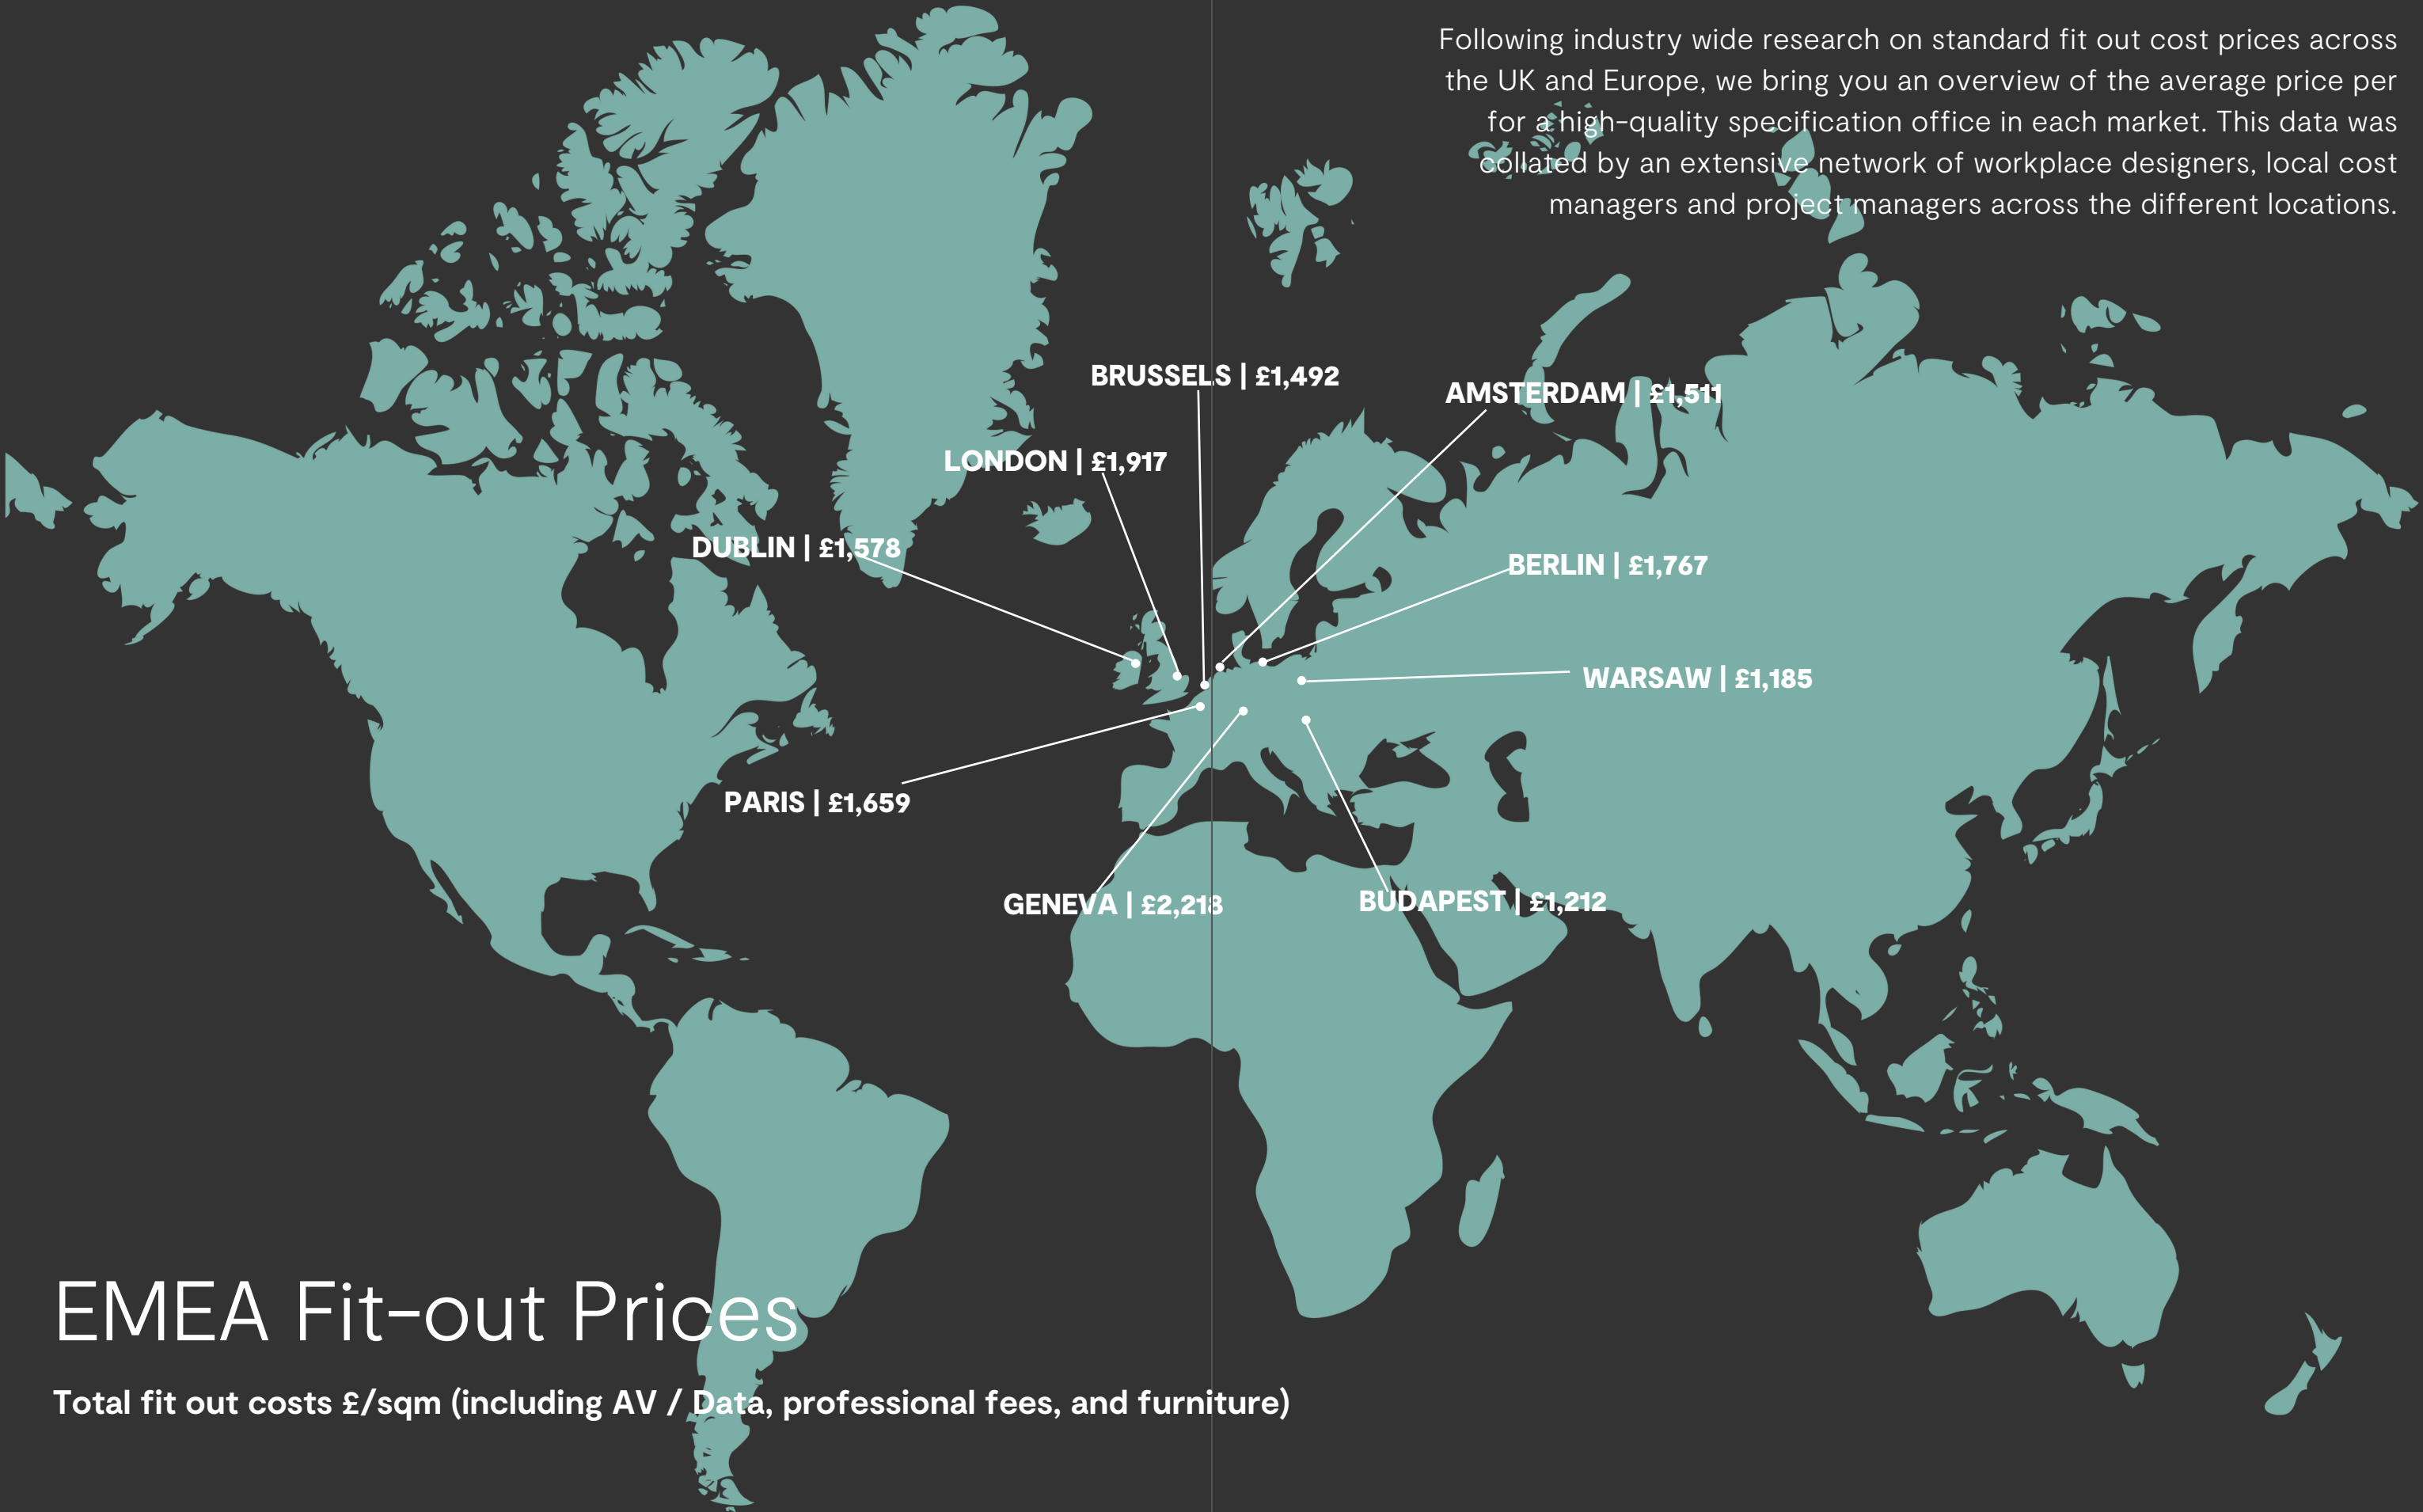 Following industry wide research on standard fit out cost prices across
the UK and Europe, we bring you an overview of the average price per
for a high-quality specification office in each market. This data was
collated by an extensive network of workplace designers, local cost
managers and project managers across the different locations.
BRUSSELS | £1,492
AMSTERDAM | £1,511
LONDON | £1,917
DUBLIN | £1,578
BERLIN | £1,767
WARSAW | £1,185
PARIS | £1,659
GENEVA | £2,218
BUDAPEST | £1,212
EMEA Fit-out Prices
Total fit out costs £/sqm (including AV / Data, professional fees, and furniture)